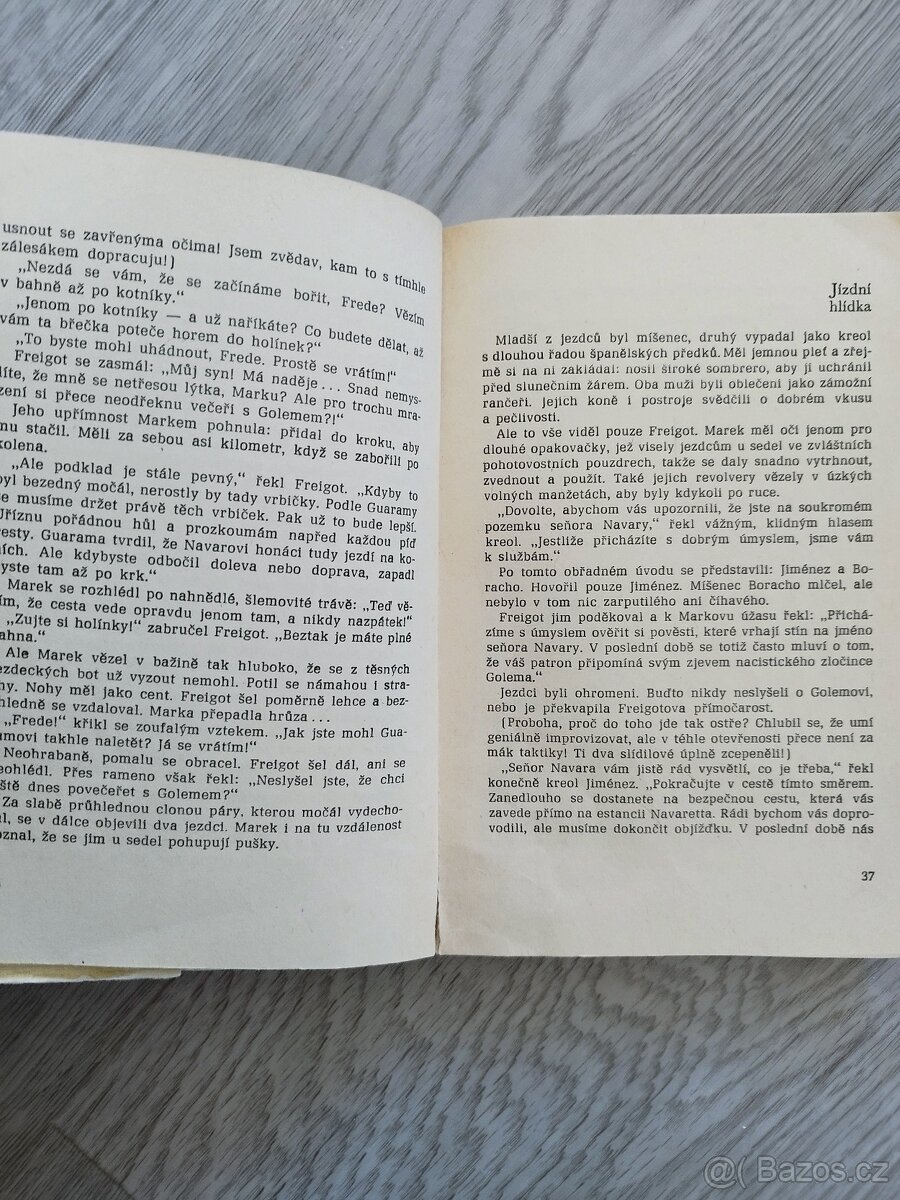 usnout se zavřenýma očima! Jsem zvědav, kam to s tímhle
zálesákem dopracuju!)
„Nezdá se vám, že se začínáme bořit, Frede? Vězím
v bahně až po kotníky.“
„Jenom po kotníky — a už naříkáte? Co budete dělat, až
vám ta břečka poteče horem do holínek?“
„To byste mohl uhádnout, Frede. Prostě se vrátím!“
Freigot se zasmál: „Můj synu! Má naděje... Snad nemys-
líte, že mně se netřesou lýtka, Marku? Ale pro trochu mra-
zení si přece neodřeknu večeři s Golemem?!“
Jeho upřímnost Markem pohnula: přidal do kroku, aby
mu stačil. Měli za sebou asi kilometr, když se zabořili po
kolena.
„Ale podklad je stále pevný,“ řekl Freigot. „Kdyby to
byl bezedný močál, nerostly by tady vrbičky. Podle Guaramy
se musíme držet právě těch vrbiček. Pak už to bude lepší.
Uříznu pořádnou hůl a prozkoumám napřed každou píď
cesty. Guarama tvrdil, že Navarovi honáci tudy jezdí na ko-
ních. Ale kdybyste odbočil doleva nebo doprava, zapadl
byste tam až po krk.“
Marek se rozhlédl po nahnědlé, šlemovité trávě: „Teď vě-
řím, že cesta vede opravdu jenom tam, a nikdy nazpátek!“
„Zujte si holínky!“ zabručel Freigot. „Beztak je máte plné
bahna.“
Ale Marek vězel v bažině tak hluboko, že se z těsných
jezdeckých bot už vyzout nemohl. Potil se námahou i stra-
chy. Nohy měl jako cent. Freigot šel poměrně lehce a bez-
ohledně se vzdaloval. Marka přepadla hrůza...
„Frede!“ křikl se zoufalým vztekem. „Jak jste mohl Gua-
ramovi takhle naletět? Já se vrátím!“
Neohrabaně, pomalu se obracel. Freigot šel dál, ani se
neohlédl. Přes rameno však řekl: „Neslyšel jste, že chci
ještě dnes povečeřet s Golemem?“
Za slabě průhlednou clonou páry, kterou močál vydecho-
val, se v dálce objevili dva jezdci. Marek i na tu vzdálenost
poznal, že se jim u sedel pohupují pušky.
Jízdní
hlídka
Mladší z jezdců byl míšenec, druhý vypadal jako kreol
s dlouhou řadou španělských předků. Měl jemnou pleť a zřej-
mě si na ni zakládal: nosil široké sombrero, aby jí uchránil
před slunečním žárem. Oba muži byli oblečeni jako zámožní
rančeři. jejich koně i postroje svědčili o dobrém vkusu
a pečlivosti.
Ale to vše viděl pouze Freigot. Marek měl oči jenom pro
dlouhé opakovačky, jež visely jezdcům u sedel ve zvláštních
pohotovostních pouzdrech, takže se daly snadno vytrhnout,
zvednout a použít. Také jejich revolvery vězely v úzkých
volných manžetách, aby byly kdykoli po ruce.
„Dovolte, abychom vás upozornili, že jste na soukromém
pozemku seňora Navary,“ řekl vážným, klidným hlasem
kreol. „Jestliže přicházíte s dobrým úmyslem, jsme vám
k službám.“
Po tomto obřadném úvodu se představili: Jiménez a Bo-
racho. Hovořil pouze Jiménez. Míšenec Boracho mlčel, ale
nebylo v tom nic zarputilého ani číhavého.
Freigot jim poděkoval a k Markovu úžasu řekl: „Přichá-
zíme s úmyslem ověřit si pověsti, které vrhají stín na jméno
seňora Navary. V poslední době se totiž často mluví o tom,
že váš patron připomíná svým zjevem nacistického zločince
Golema.“
Jezdci byli ohromeni. Buďto nikdy neslyšeli o Golemovi,
nebo je překvapila Freigotova přímočarost.
(Proboha, proč do toho jde tak ostře? Chlubil se, že umí
geniálně improvizovat, ale v téhle otevřenosti přece není za
mák taktiky! Ti dva slídilové úplně zcepeněli!)
„Seňor Navara vám jistě rád vysvětlí, co je třeba,“ řekl
konečně kreol Jiménez. „Pokračujte v cestě tímto směrem.
Zanedlouho se dostanete na bezpečnou cestu, která vás
zavede přímo na estancii Navaretta. Rádi bychom vás dopro-
vodili, ale musíme dokončit objížďku. V poslední době nás
37
@( Bazos.cz